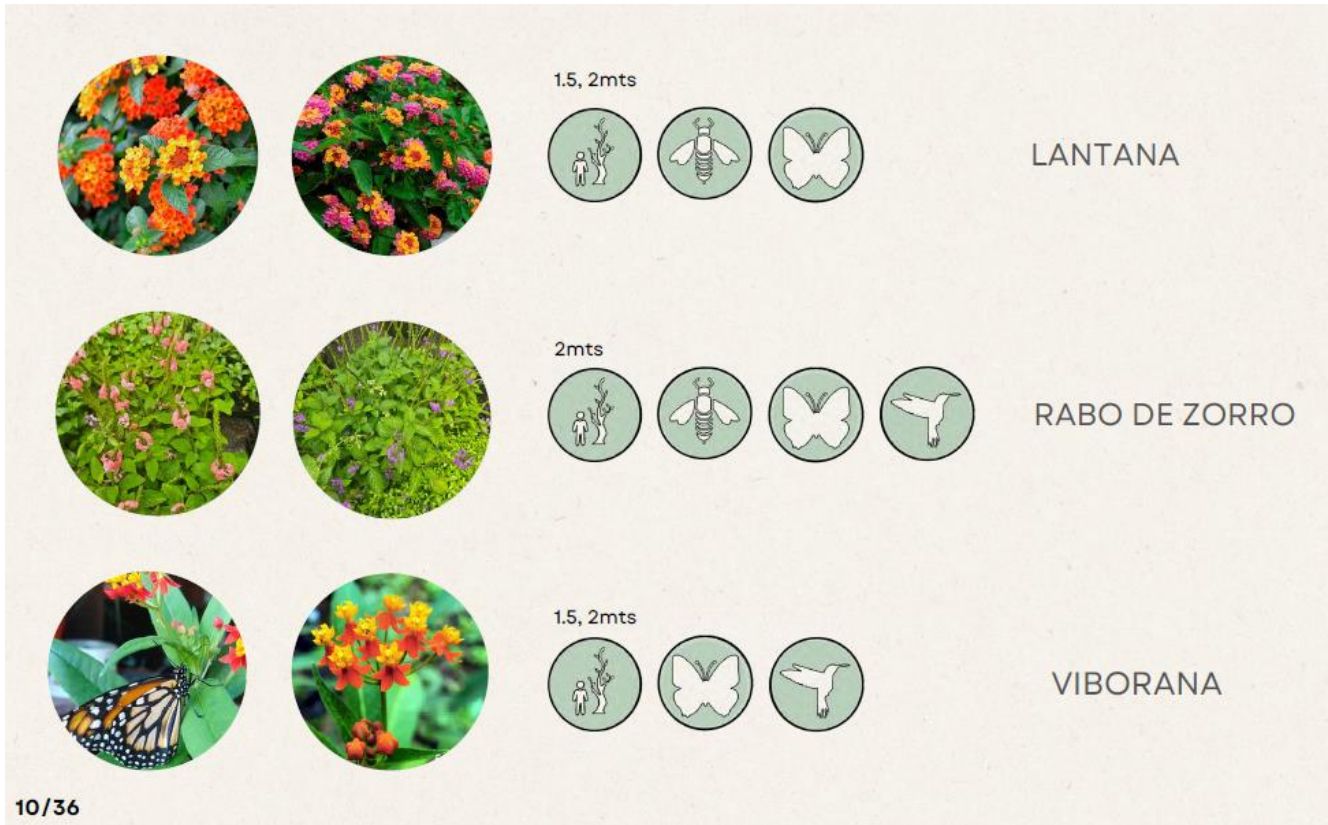 1.5, 2mts
LANTANA
2mts
RABO DE ZORRO
1.5, 2mts
VIBORANA
10/36